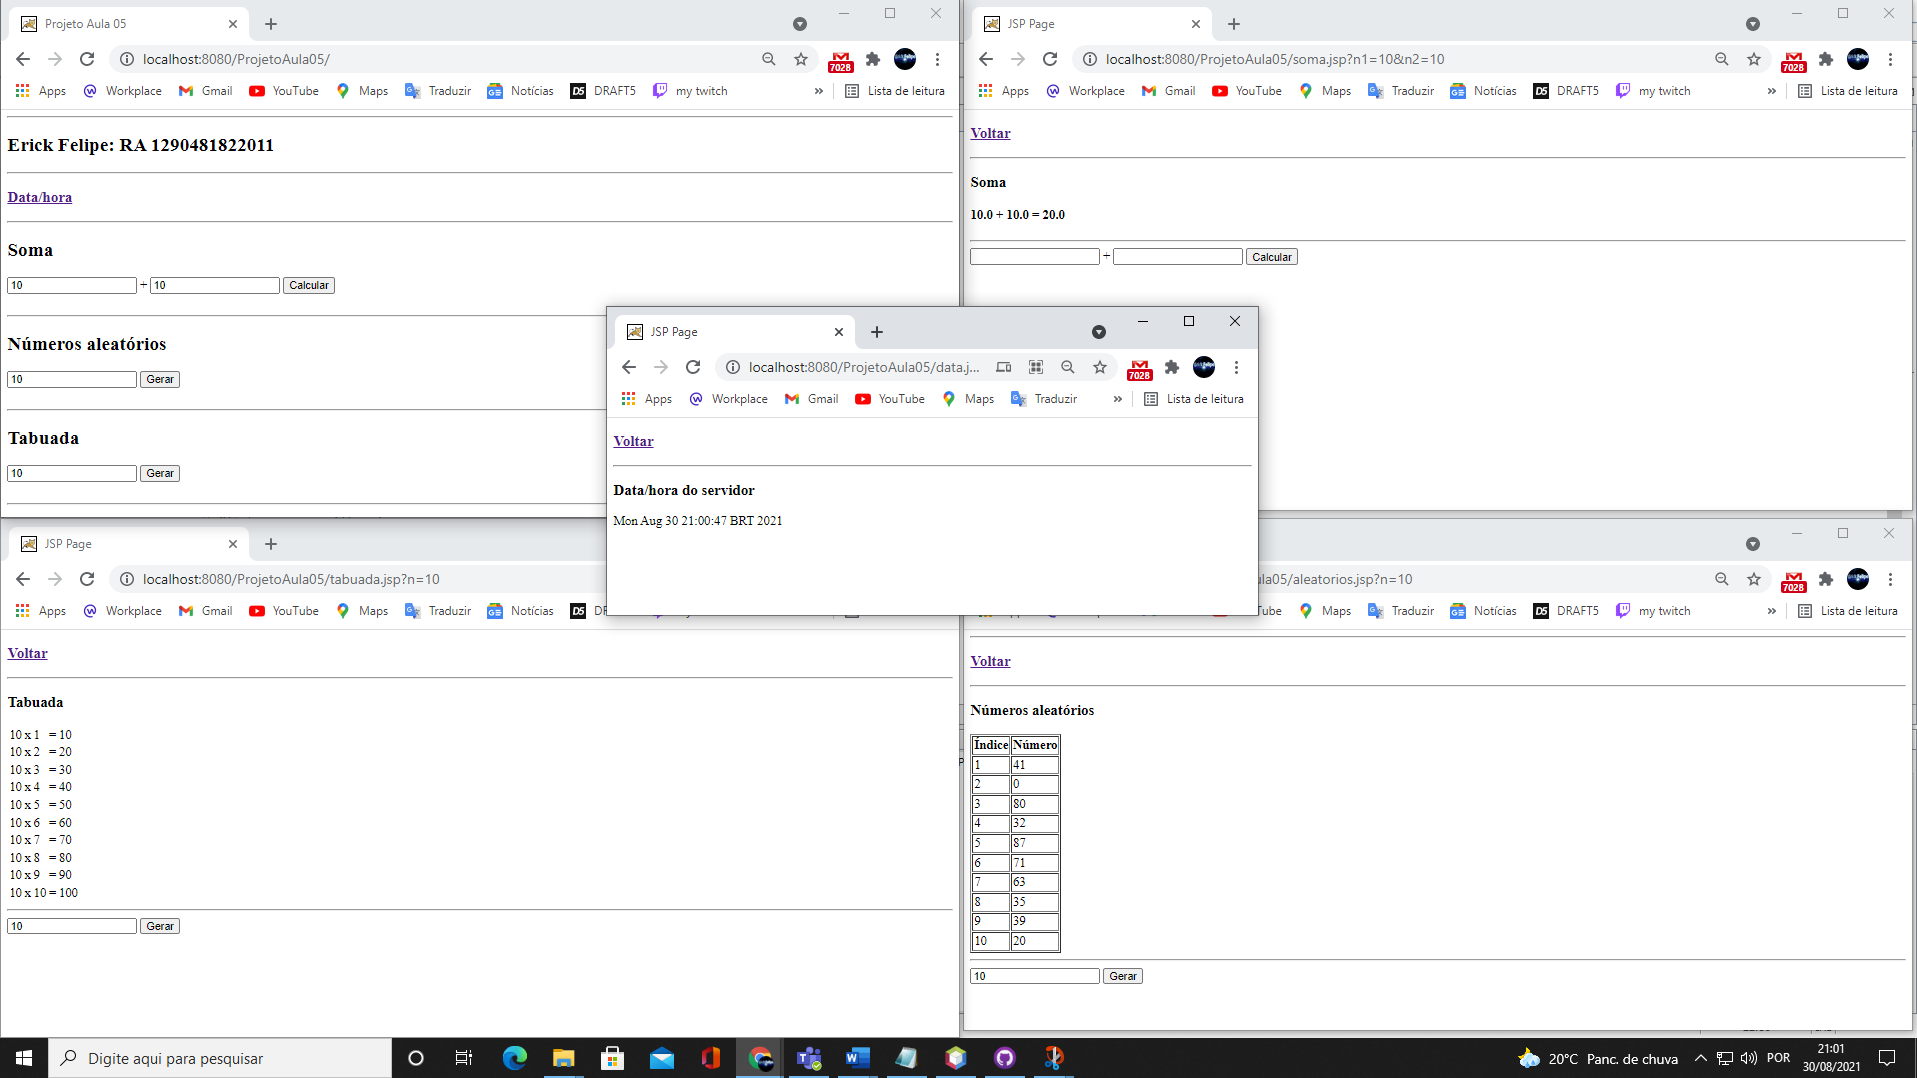 Projeto Aula 05
localhost:8080/ProjetoAula05/
7028
Apps Workplace Gmail YouTube Maps Traduzir Notícias DRAFT5 my twitch » Lista de leitura
Erick Felipe: RA 1290481822011
Data/hora
Soma
10 + 10 Calcular
Números aleatórios
10 Gerar
Tabuada
10 Gerar
JSP Page
localhost:8080/ProjetoAula05/soma.jsp?n1=10&n2=10
7028
Apps Workplace Gmail YouTube Maps Traduzir Notícias DRAFT5 my twitch » Lista de leitura
Voltar
Soma
10.0 + 10.0 = 20.0
+ Calcular
JSP Page
localhost:8080/ProjetoAula05/data.j...
7028
Apps Workplace Gmail YouTube Maps Traduzir » Lista de leitura
Voltar
Data/hora do servidor
Mon Aug 30 21:00:47 BRT 2021
JSP Page
localhost:8080/ProjetoAula05/tabuada.jsp?n=10
Apps Workplace Gmail YouTube Maps Traduzir Notícias
Voltar
Tabuada
10 x 1 = 10
10 x 2 = 20
10 x 3 = 30
10 x 4 = 40
10 x 5 = 50
10 x 6 = 60
10 x 7 = 70
10 x 8 = 80
10 x 9 = 90
10 x 10 = 100
10 Gerar
ula05/aleatorios.jsp?n=10
7028
Tube Maps Traduzir Notícias DRAFT5 my twitch » Lista de leitura
Voltar
Números aleatórios
Índice Número
1 41
2 0
3 80
4 32
5 87
6 71
7 63
8 35
9 39
10 20
10 Gerar
Digite aqui para pesquisar
20°C Panc. de chuva
POR
21:01
30/08/2021